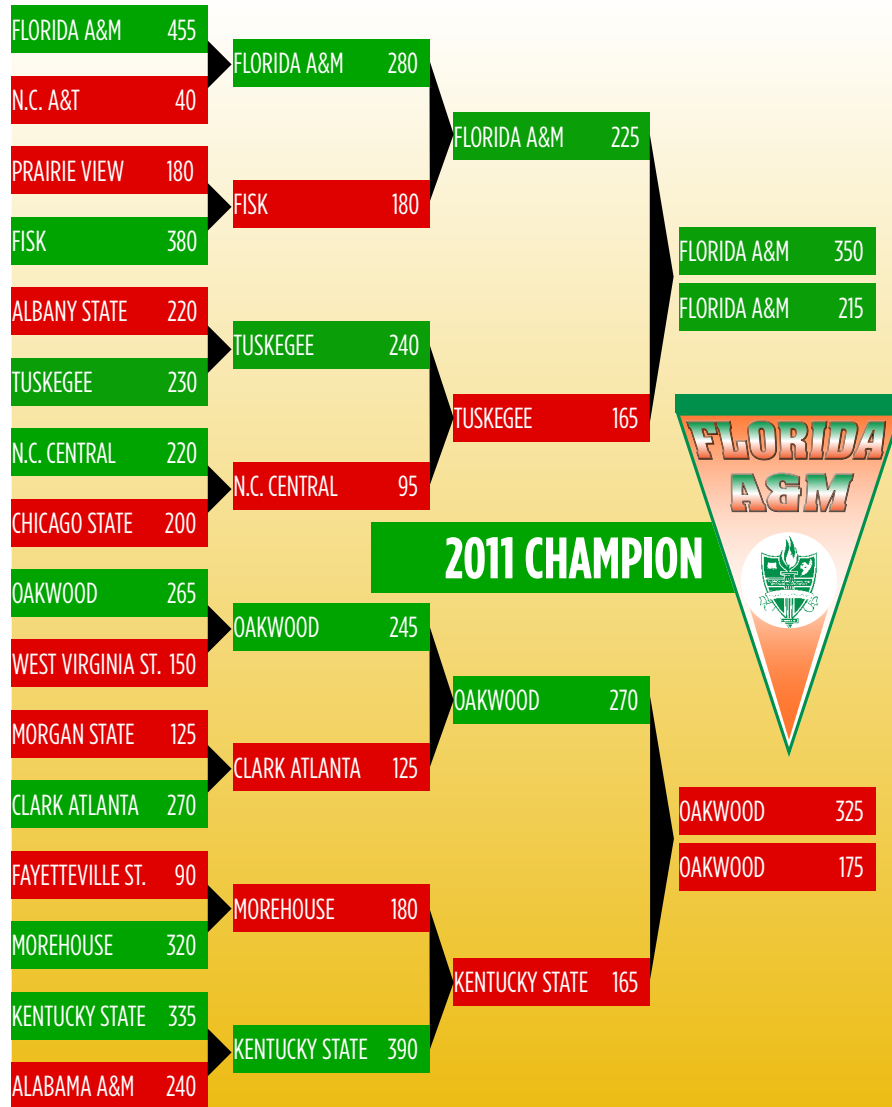 FLORIDA A&M 455
N.C. A&T 40
PRAIRIE VIEW 180
FISK 380
ALBANY STATE 220
TUSKEGEE 230
N.C. CENTRAL 220
CHICAGO STATE 200
OAKWOOD 265
WEST VIRGINIA ST. 150
MORGAN STATE 125
CLARK ATLANTA 270
FAYETTEVILLE ST. 90
MOREHOUSE 320
KENTUCKY STATE 335
ALABAMA A&M 240
FLORIDA A&M 280
FISK 180
TUSKEGEE 240
N.C. CENTRAL 95
OAKWOOD 245
CLARK ATLANTA 125
MOREHOUSE 180
KENTUCKY STATE 390
FLORIDA A&M 225
TUSKEGEE 165
OAKWOOD 270
KENTUCKY STATE 165
FLORIDA A&M 350
FLORIDA A&M 215
FLORIDA
A&M
2011 CHAMPION
OAKWOOD 325
OAKWOOD 175